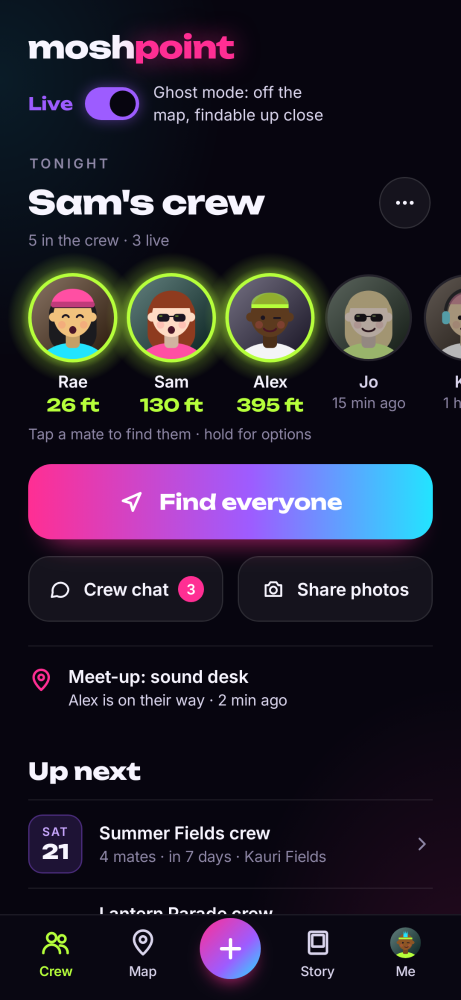 moshpoint
Live
Ghost mode: off the
map, findable up close
TONIGHT
Sam's crew
5 in the crew · 3 live
Rae
Sam
Alex
Jo
26 ft
130 ft
395 ft
15 min ago
Tap a mate to find them · hold for options
Find everyone
Crew chat 3
Share photos
Meet-up: sound desk
Alex is on their way · 2 min ago
Up next
SAT
21
Summer Fields crew
4 mates · in 7 days · Kauri Fields
Lantern Parade crew
Crew
Map
Story
Me